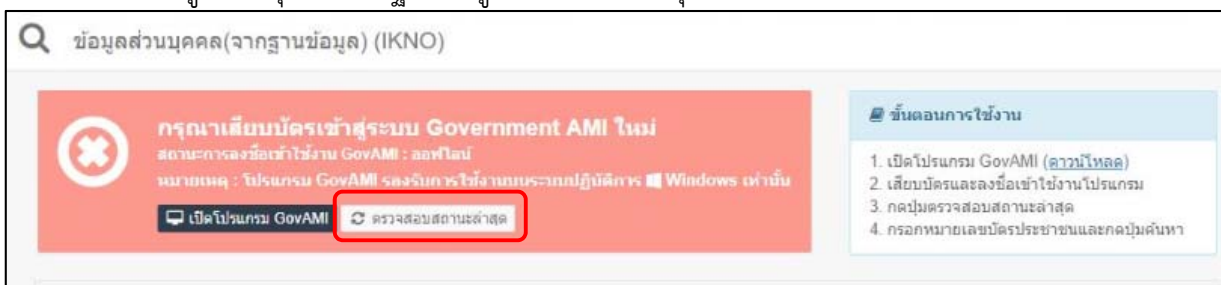 ข้อมูลส่วนบุคคล(จากฐานข้อมูล) (IKNO)
กรุณาเสียบบัตรเข้าสู่ระบบ Government AMI ใหม่
สถานะการลงชื่อเข้าใช้งาน GovAMI : ออฟไลน์
หมายเหตุ : โปรแกรม GovAMI รองรับการใช้งานบนระบบปฏิบัติการ Windows เท่านั้น
เปิดโปรแกรม GovAMI
ตรวจสอบสถานะล่าสุด
ขั้นตอนการใช้งาน
1. เปิดโปรแกรม GovAMI (ดาวน์โหลด)
2. เสียบบัตรและลงชื่อเข้าใช้งานโปรแกรม
3. กดปุ่มตรวจสอบสถานะล่าสุด
4. กรอกหมายเลขบัตรประชาชนและกดปุ่มค้นหา